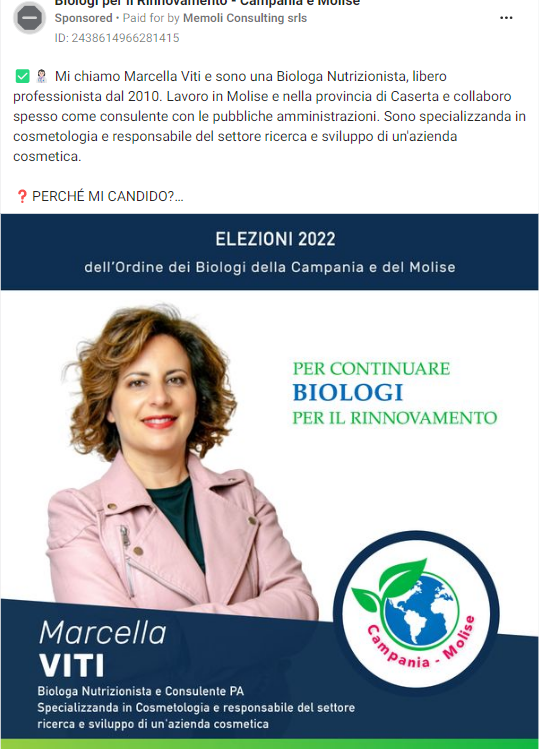 Biologi per il Rinnovamento - Campania e Molise
Sponsored • Paid for by Memoli Consulting srls
ID: 2438614966281415
✅ 👩🏻‍⚕️ Mi chiamo Marcella Viti e sono una Biologa Nutrizionista, libero
professionista dal 2010. Lavoro in Molise e nella provincia di Caserta e collaboro
spesso come consulente con le pubbliche amministrazioni. Sono specializzanda in
cosmetologia e responsabile del settore ricerca e sviluppo di un'azienda
cosmetica.
❓ PERCHÉ MI CANDIDO?...
ELEZIONI 2022
dell'Ordine dei Biologi della Campania e del Molise
PER CONTINUARE
BIOLOGI
PER IL RINNOVAMENTO
Campania - Molise
Marcella
VITI
Biologa Nutrizionista e Consulente PA
Specializzanda in Cosmetologia e responsabile del settore
ricerca e sviluppo di un'azienda cosmetica